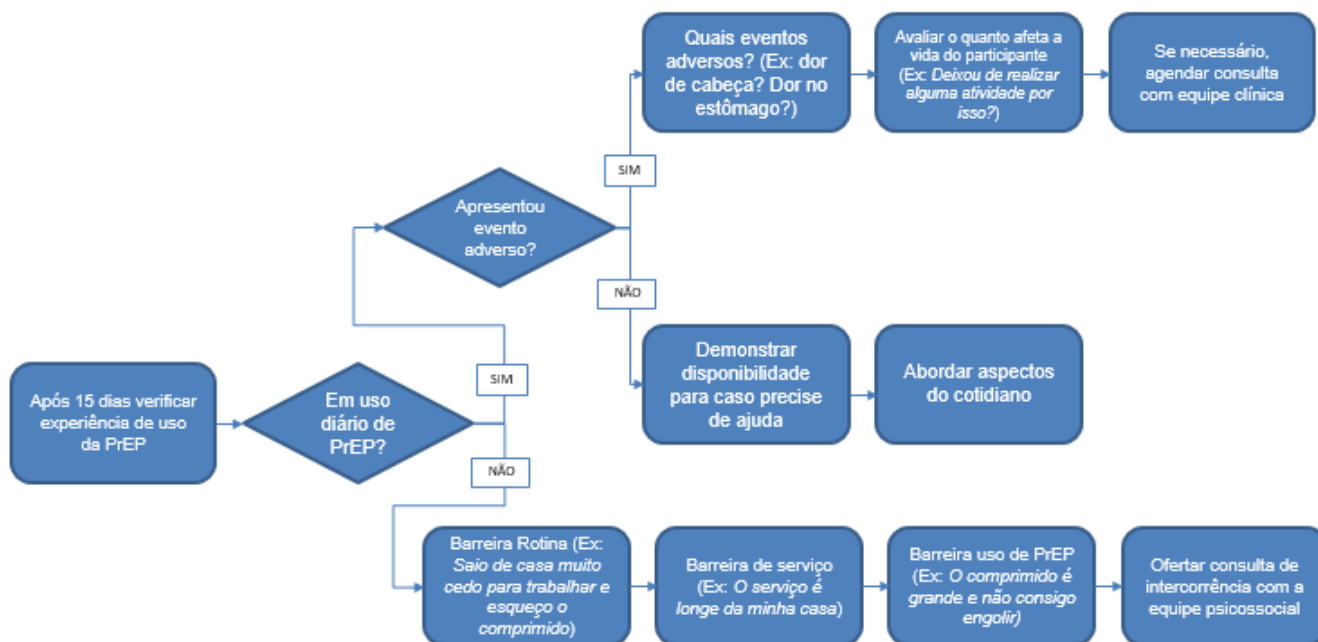 Quais eventos
adversos? (Ex: dor
de cabeça? Dor no
estômago?)
Avaliar o quanto afeta a
vida do participante
(Ex: Deixou de realizar
alguma atividade por
isso?)
Se necessário,
agendar consulta
com equipe clínica
SIM
Apresentou
evento
adverso?
NÃO
Demonstrar
disponibilidade
para caso precise
de ajuda
Abordar aspectos
do cotidiano
SIM
Após 15 dias verificar
experiência de uso
da PrEP
Em uso
diário de
PrEP?
NÃO
Barreira Rotina (Ex:
Saio de casa muito
cedo para trabalhar e
esqueço o
comprimido)
Barreira de serviço
(Ex: O serviço é
longe da minha casa)
Barreira uso de PrEP
(Ex: O comprimido é
grande e não consigo
engolir)
Ofertar consulta de
intercorrência com a
equipe psicossocial